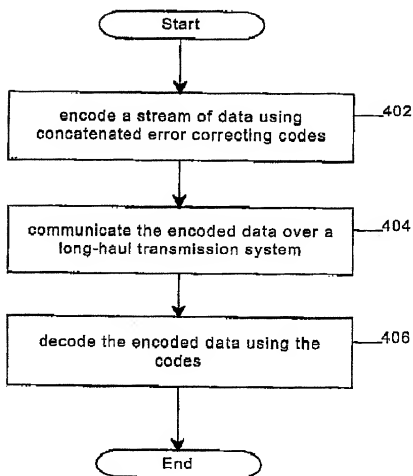 Start
encode a stream of data using
concatenated error correcting codes
402
communicate the encoded data over a
long-haul transmission system
404
decode the encoded data using the
codes
406
End